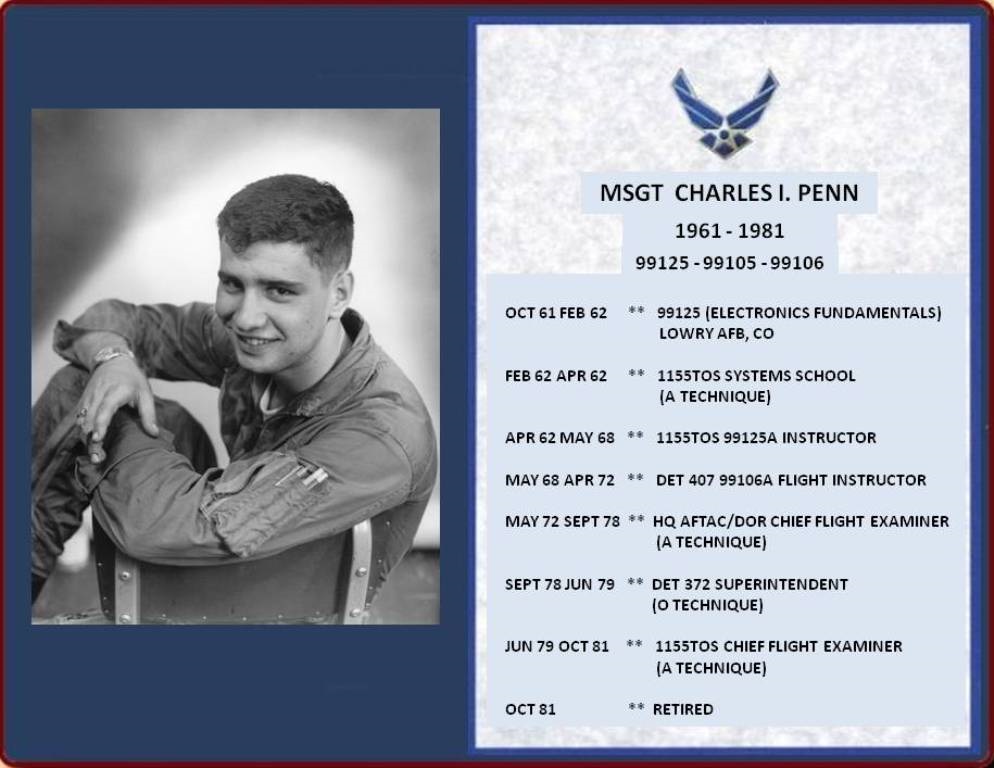 MSGT CHARLES I. PENN
1961 - 1981
99125 - 99105 - 99106
OCT 61 FEB 62 ** 99125 (ELECTRONICS FUNDAMENTALS)
LOWRY AFB, CO
FEB 62 APR 62 ** 1155TOS SYSTEMS SCHOOL
(A TECHNIQUE)
APR 62 MAY 68 ** 1155TOS 99125A INSTRUCTOR
MAY 68 APR 72 ** DET 407 99106A FLIGHT INSTRUCTOR
MAY 72 SEPT 78 ** HQ AFTAC/DOR CHIEF FLIGHT EXAMINER
(A TECHNIQUE)
SEPT 78 JUN 79 ** DET 372 SUPERINTENDENT
(O TECHNIQUE)
JUN 79 OCT 81 ** 1155TOS CHIEF FLIGHT EXAMINER
(A TECHNIQUE)
OCT 81 ** RETIRED